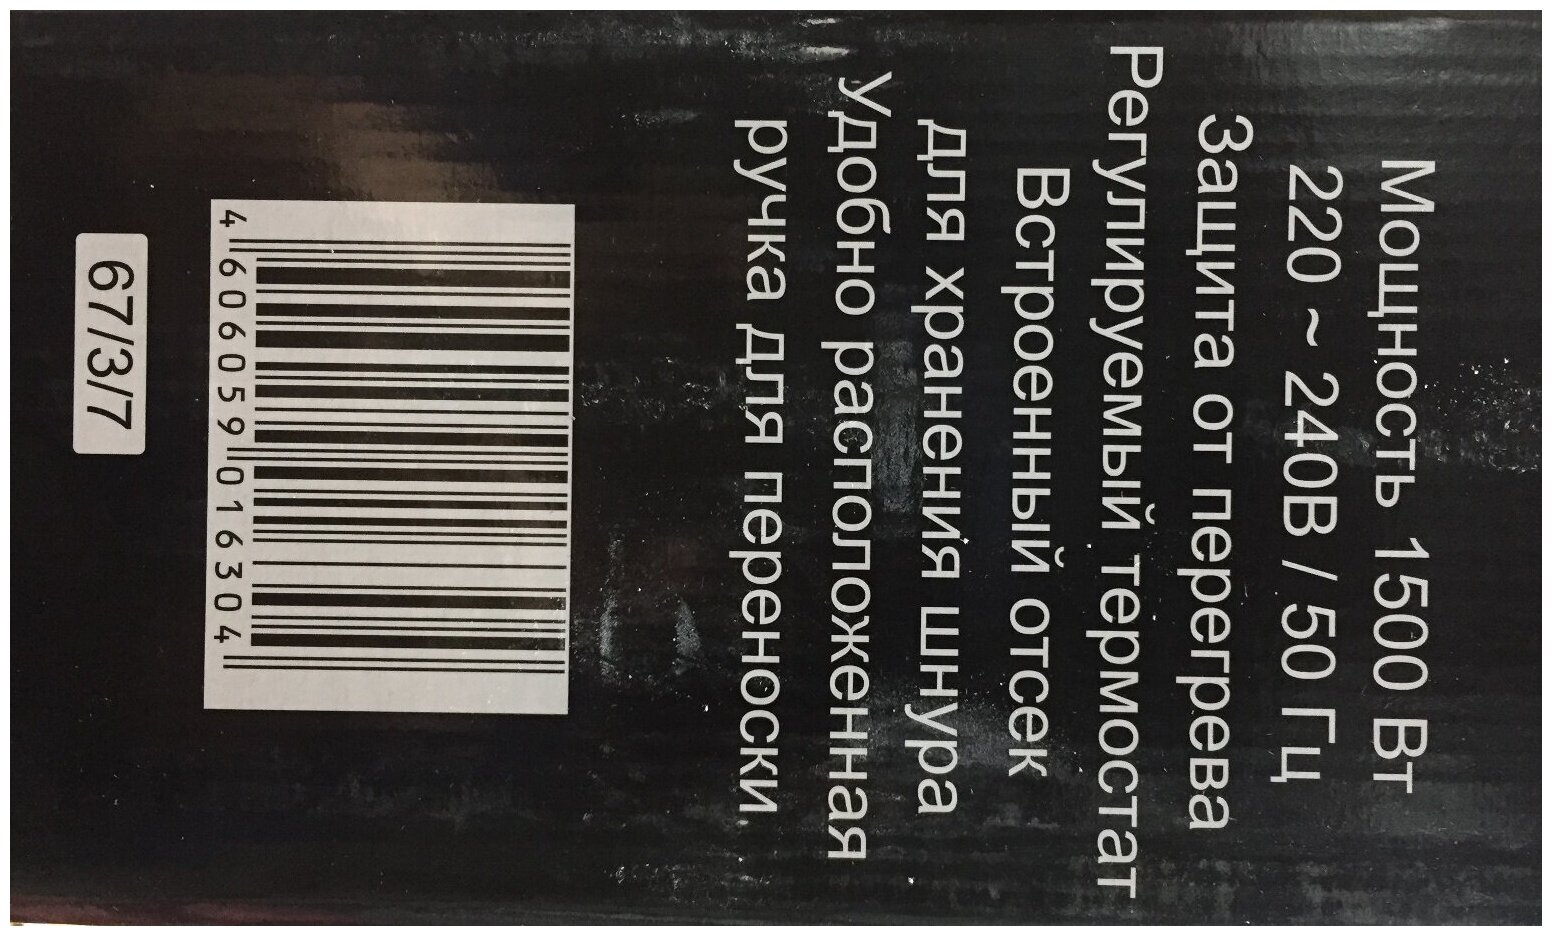 Мощность 1500 Вт
220 ~ 240В / 50 Гц
Защита от перегрева
Регулируемый термостат
Встроенный отсек
для хранения шнура
Удобно расположенная
ручка для переноски
4 606059 016304
67/3/7